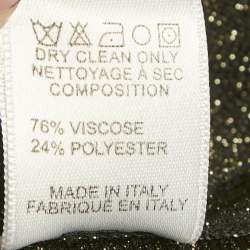 DRY CLEAN ONLY
NETTOYAGE À SEC
COMPOSITION
76% VISCOSE
24% POLYESTER
MADE IN ITALY
FABRIQUÉ EN ITALY